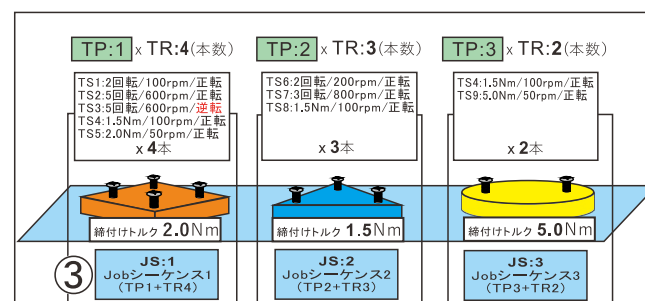 TP:1 x TR:4(本数)
TS1:2回転/100rpm/正転
TS2:5回転/600rpm/正転
TS3:5回転/600rpm/逆転
TS4:1.5Nm/100rpm/正転
TS5:2.0Nm/50rpm/正転
x 4本
締付けトルク 2.0Nm
③
JS:1
Jobシーケンス1
(TP1+TR4)
TP:2 x TR:3(本数)
TS6:2回転/200rpm/正転
TS7:3回転/800rpm/正転
TS8:1.5Nm/100rpm/正転
x 3本
締付けトルク 1.5Nm
JS:2
Jobシーケンス2
(TP2+TR3)
TP:3 x TR:2(本数)
TS4:1.5Nm/100rpm/正転
TS9:5.0Nm/50rpm/正転
x 2本
締付けトルク 5.0Nm
JS:3
Jobシーケンス3
(TP3+TR2)